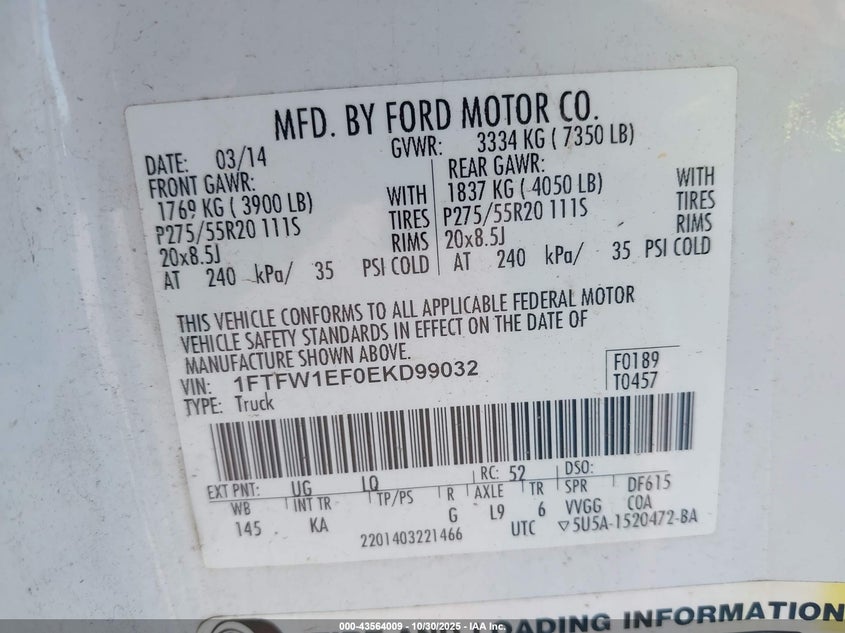 MFD. BY FORD MOTOR CO.
DATE: 03/14 GVWR: 3334 KG ( 7350 LB)
FRONT GAWR: REAR GAWR:
1769 KG ( 3900 LB) WITH 1837 KG ( 4050 LB) WITH
P275/55R20 111S TIRES P275/55R20 111S TIRES
20x8.5J RIMS 20x8.5J RIMS
AT 240 kPa/ 35 PSI COLD AT 240 kPa/ 35 PSI COLD
THIS VEHICLE CONFORMS TO ALL APPLICABLE FEDERAL MOTOR
VEHICLE SAFETY STANDARDS IN EFFECT ON THE DATE OF
MANUFACTURE SHOWN ABOVE.
VIN: 1FTFW1EF0EKD99032 F0189
TYPE: Truck T0457
EXT PNT: UG IQ RC: 52 DSO:
WB INT TR TP/PS R AXLE TR SPR DF615
145 KA G L9 6 VVGG COA
2201403221466 UTC ▽5U5A-1520472-BA
LOADING INFORMATION
000-43564009 - 10/30/2025 - IAA Inc.